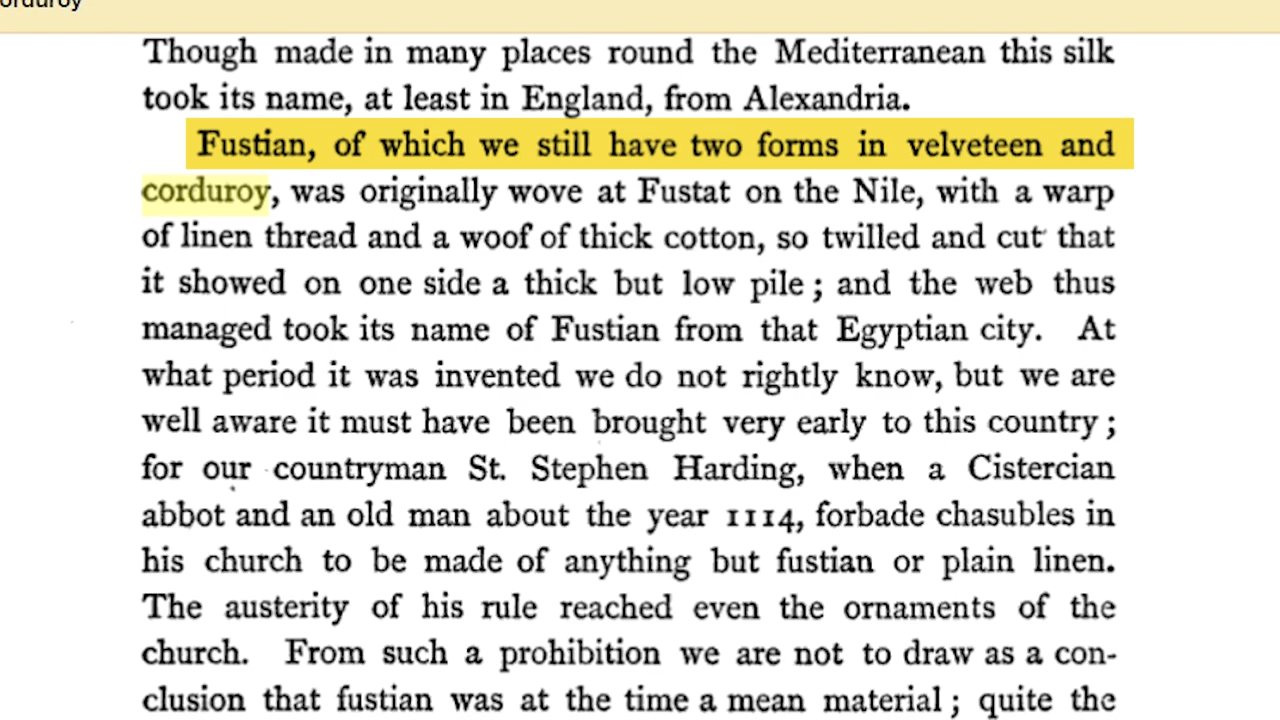 corduroy
Though made in many places round the Mediterranean this silk
took its name, at least in England, from Alexandria.
Fustian, of which we still have two forms in velveteen and
corduroy, was originally wove at Fustat on the Nile, with a warp
of linen thread and a woof of thick cotton, so twilled and cut that
it showed on one side a thick but low pile; and the web thus
managed took its name of Fustian from that Egyptian city. At
what period it was invented we do not rightly know, but we are
well aware it must have been brought very early to this country;
for our countryman St. Stephen Harding, when a Cistercian
abbot and an old man about the year 1114, forbade chasubles in
his church to be made of anything but fustian or plain linen.
The austerity of his rule reached even the ornaments of the
church. From such a prohibition we are not to draw as a con-
clusion that fustian was at the time a mean material; quite the